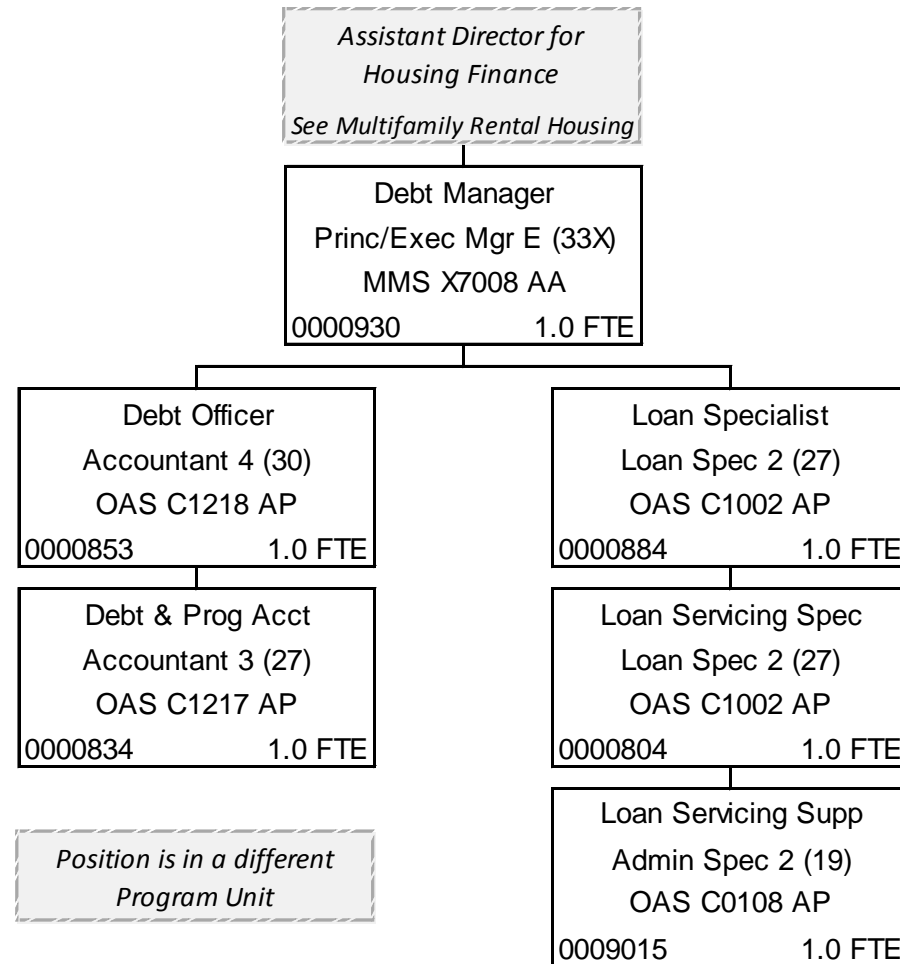 Assistant Director for
Housing Finance
See Multifamily Rental Housing
Debt Manager
Princ/Exec Mgr E (33X)
MMS X7008 AA
0000930 1.0 FTE
Debt Officer
Accountant 4 (30)
OAS C1218 AP
0000853 1.0 FTE
Debt & Prog Acct
Accountant 3 (27)
OAS C1217 AP
0000834 1.0 FTE
Loan Specialist
Loan Spec 2 (27)
OAS C1002 AP
0000884 1.0 FTE
Loan Servicing Spec
Loan Spec 2 (27)
OAS C1002 AP
0000804 1.0 FTE
Loan Servicing Supp
Admin Spec 2 (19)
OAS C0108 AP
0009015 1.0 FTE
Position is in a different
Program Unit